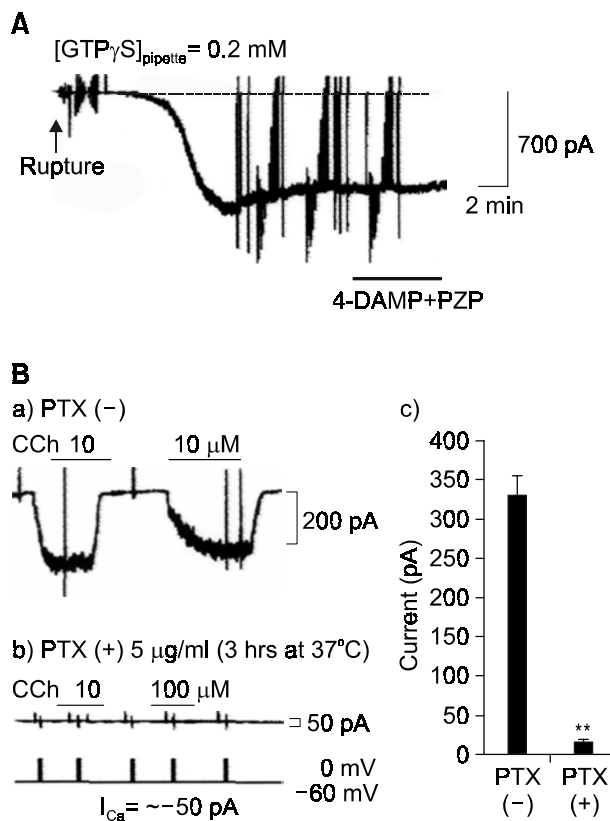 A
[GTPγS]pipette = 0.2 mM
Rupture
700 pA
2 min
4-DAMP+PZP
B
a) PTX (−)
CCh 10 10 μM
200 pA
b) PTX (+) 5 μg/ml (3 hrs at 37°C)
CCh 10 100 μM
50 pA
0 mV
−60 mV
ICa = ~−50 pA
c)
Current (pA)
400
350
300
250
200
150
100
50
0
**
PTX PTX
(−) (+)